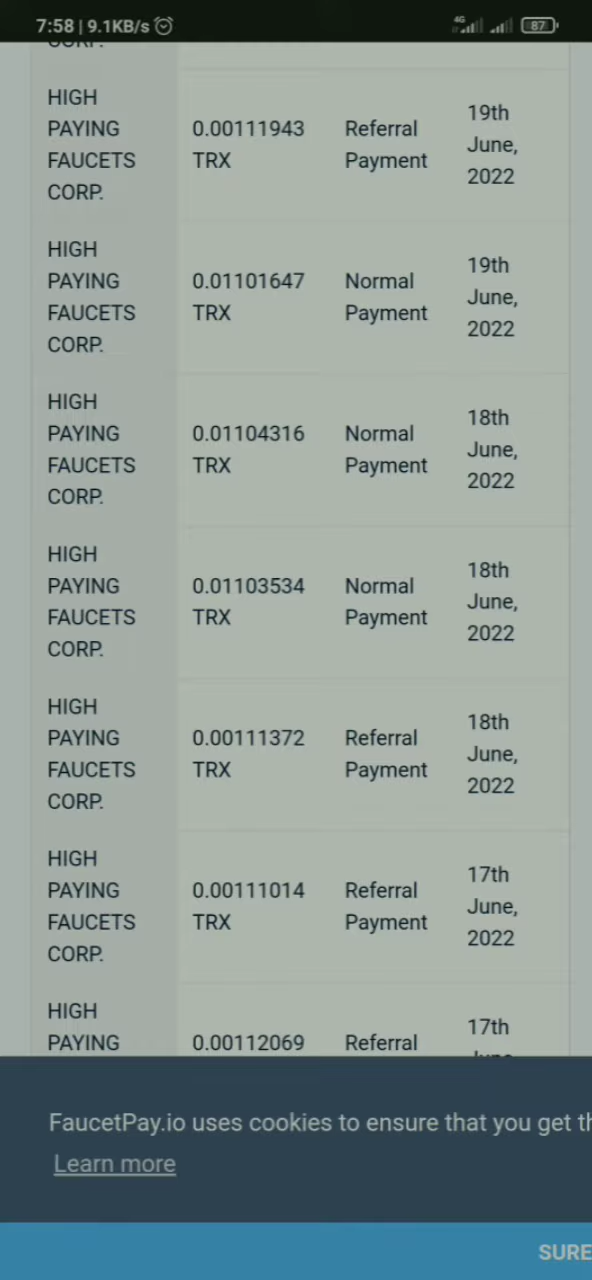 7:58 | 9.1KB/s
4G
87
CORP.
HIGH
PAYING
FAUCETS
CORP.
0.00111943
TRX
Referral
Payment
19th
June,
2022
HIGH
PAYING
FAUCETS
CORP.
0.01101647
TRX
Normal
Payment
19th
June,
2022
HIGH
PAYING
FAUCETS
CORP.
0.01104316
TRX
Normal
Payment
18th
June,
2022
HIGH
PAYING
FAUCETS
CORP.
0.01103534
TRX
Normal
Payment
18th
June,
2022
HIGH
PAYING
FAUCETS
CORP.
0.00111372
TRX
Referral
Payment
18th
June,
2022
HIGH
PAYING
FAUCETS
CORP.
0.00111014
TRX
Referral
Payment
17th
June,
2022
HIGH
PAYING
0.00112069
Referral
17th
June
FaucetPay.io uses cookies to ensure that you get th
Learn more
SURE